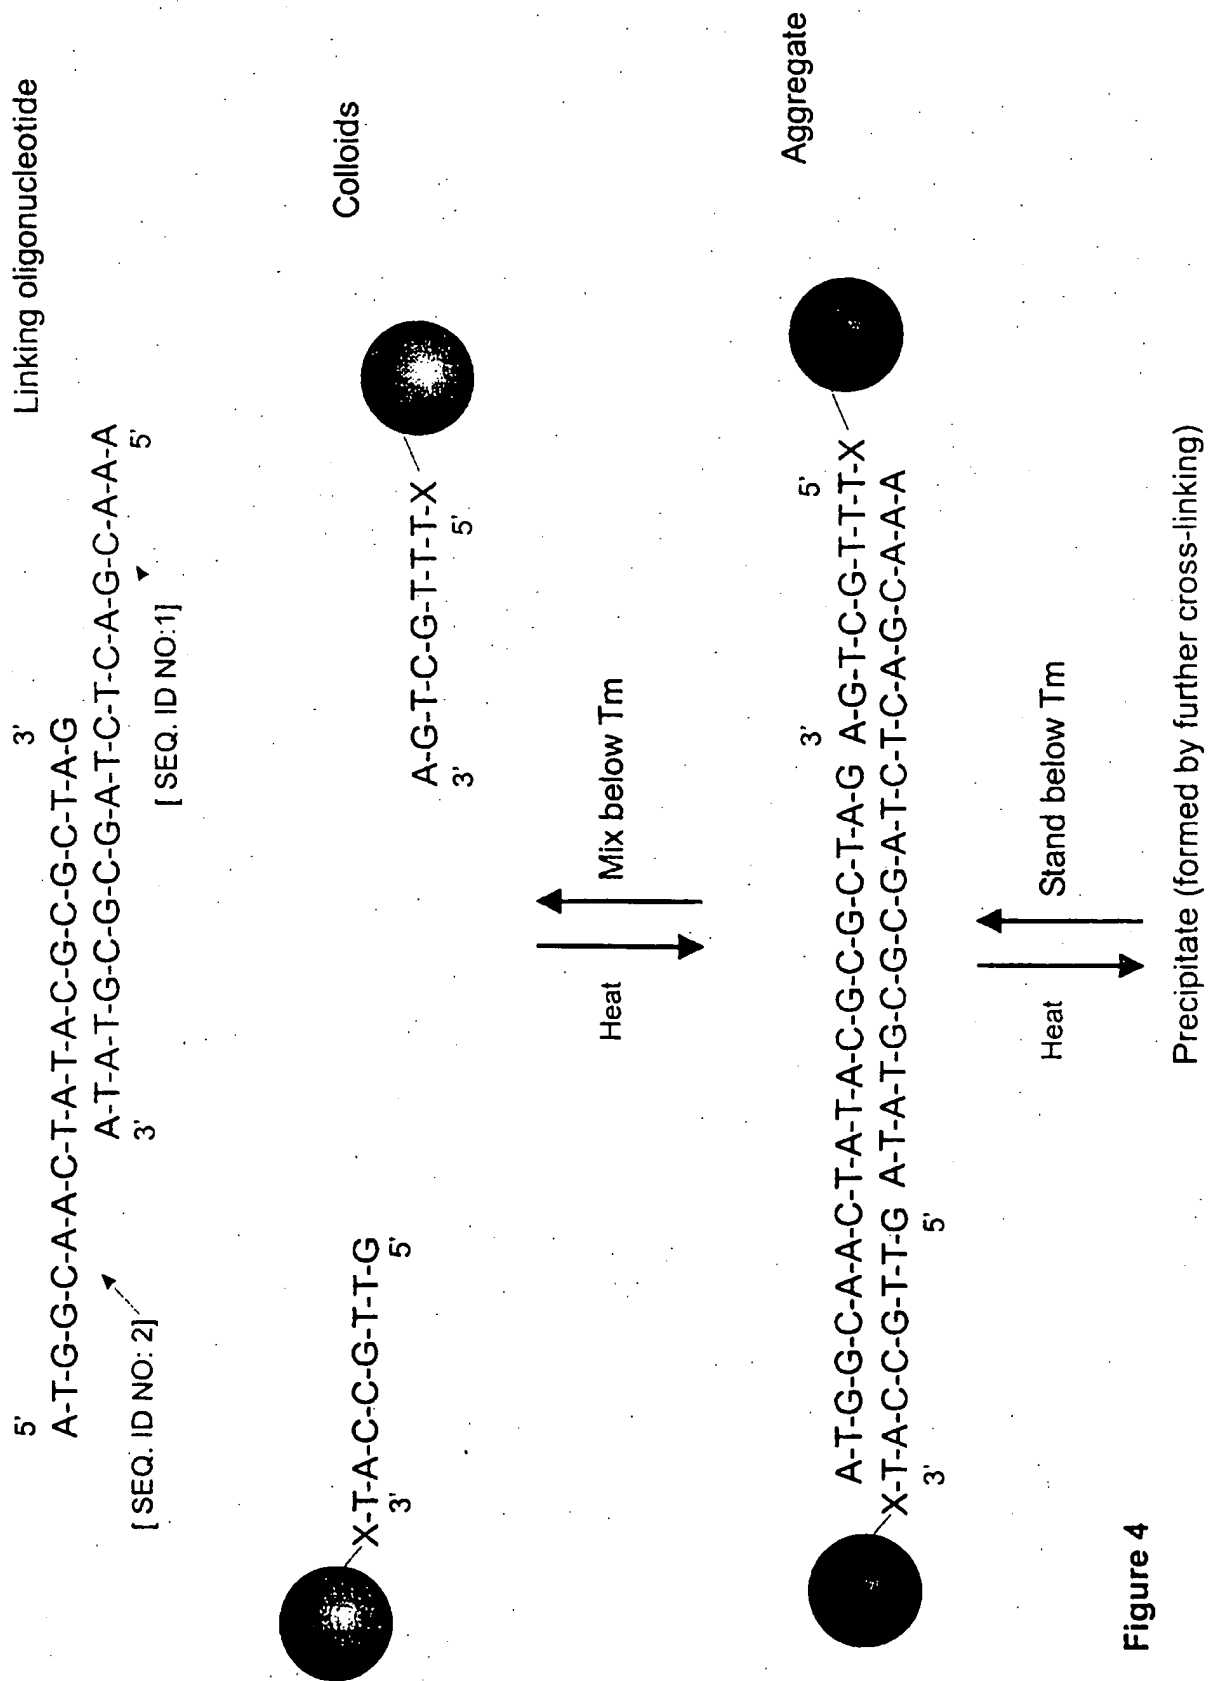 Linking oligonucleotide
5' 3'
A-T-G-G-C-A-A-C-T-A-T-A-C-G-C-G-C-T-A-G
A-T-A-T-G-C-G-C-G-A-T-C-T-C-A-G-C-A-A-A
3' 5'
[SEQ. ID NO: 2]
[SEQ. ID NO:1]
Colloids
X-T-A-C-C-G-T-T-G
3' 5'
A-G-T-C-G-T-T-T-X
3' 5'
Heat
Mix below Tm
Aggregate
3' 5'
A-T-G-G-C-A-A-C-T-A-T-A-C-G-C-G-C-T-A-G A-G-T-C-G-T-T-T-X
X-T-A-C-C-G-T-T-G A-T-A-T-G-C-G-C-G-A-T-C-T-C-A-G-C-A-A-A
3' 5'
Heat
Stand below Tm
Precipitate (formed by further cross-linking)
Figure 4